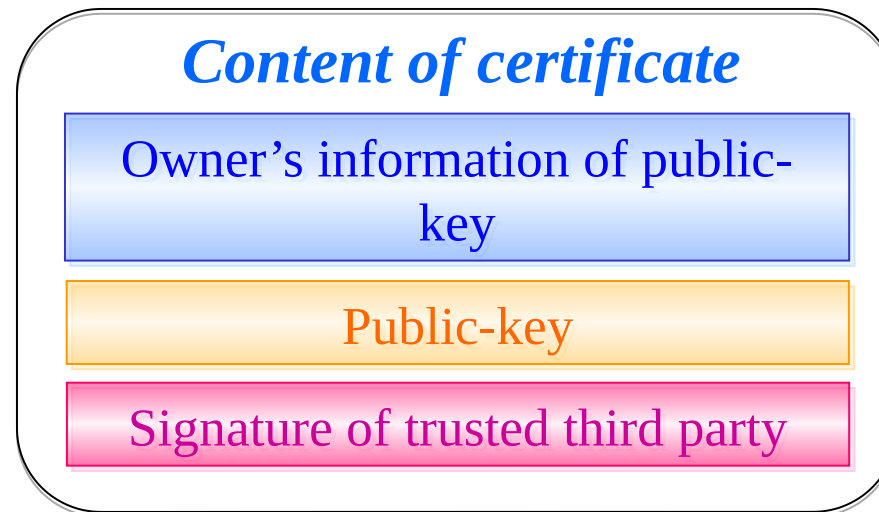 Content of certificate
Owner’s information of public-
key
Public-key
Signature of trusted third party